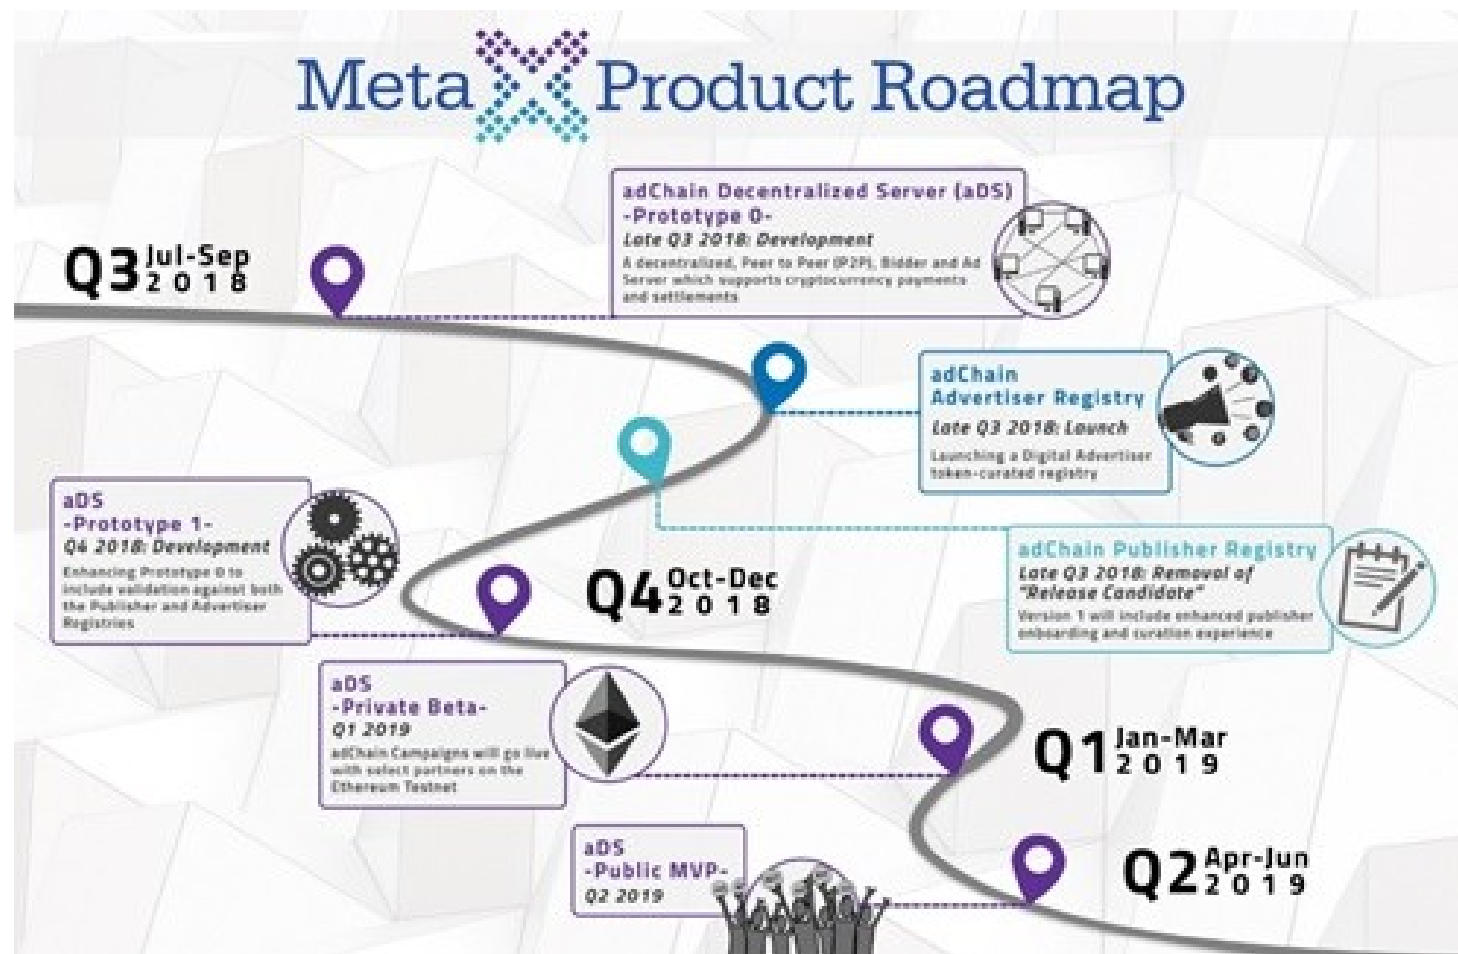 MetaX Product Roadmap
Q3 Jul-Sep
2018
adChain Decentralized Server (aDS)
-Prototype 0-
Late Q3 2018: Development
A decentralized, Peer to Peer (P2P), Bidder and Ad
Server which supports cryptocurrency payments
and settlements
adChain
Advertiser Registry
Late Q3 2018: Launch
Launching a Digital Advertiser
token-curated registry
adChain Publisher Registry
Late Q3 2018: Removal of
"Release Candidate"
Version 1 will include enhanced publisher
onboarding and curation experience
aDS
-Prototype 1-
Q4 2018: Development
Enhancing Prototype 0 to
include validation against both
the Publisher and Advertiser
Registries
Q4 Oct-Dec
2018
aDS
-Private Beta-
Q1 2019
adChain Campaigns will go live
with select partners on the
Ethereum Testnet
Q1 Jan-Mar
2019
aDS
-Public MVP-
Q2 2019
Q2 Apr-Jun
2019